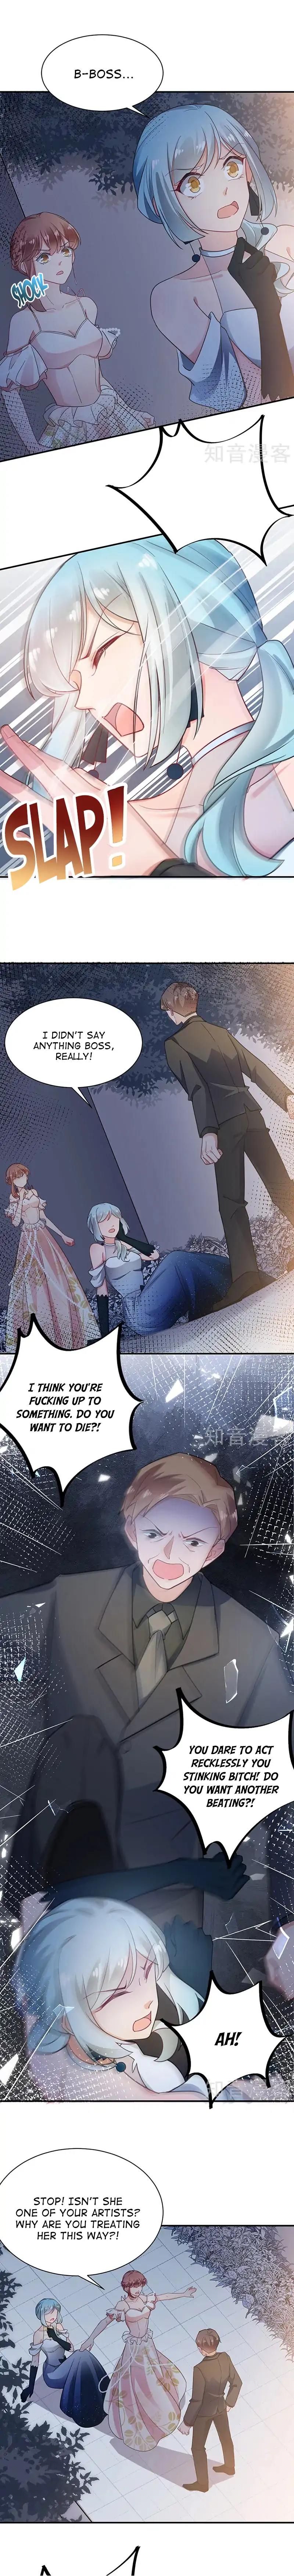 B-BOSS...
SHOCK
知音漫客
SLAP!
I DIDN'T SAY
ANYTHING BOSS,
REALLY!
I THINK YOU'RE
FUCKING UP TO
SOMETHING. DO YOU
WANT TO DIE?!
知音漫客
YOU DARE TO ACT
RECKLESSLY YOU
STINKING BITCH! DO
YOU WANT ANOTHER
BEATING?!
AH!
STOP! ISN'T SHE
ONE OF YOUR ARTISTS?
WHY ARE YOU TREATING
HER THIS WAY?!